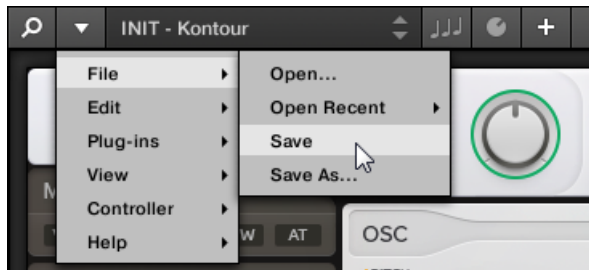 INIT - Kontour
File
Edit
Plug-ins
View
Controller
Help
Open...
Open Recent
Save
Save As...
W
AT
OSC